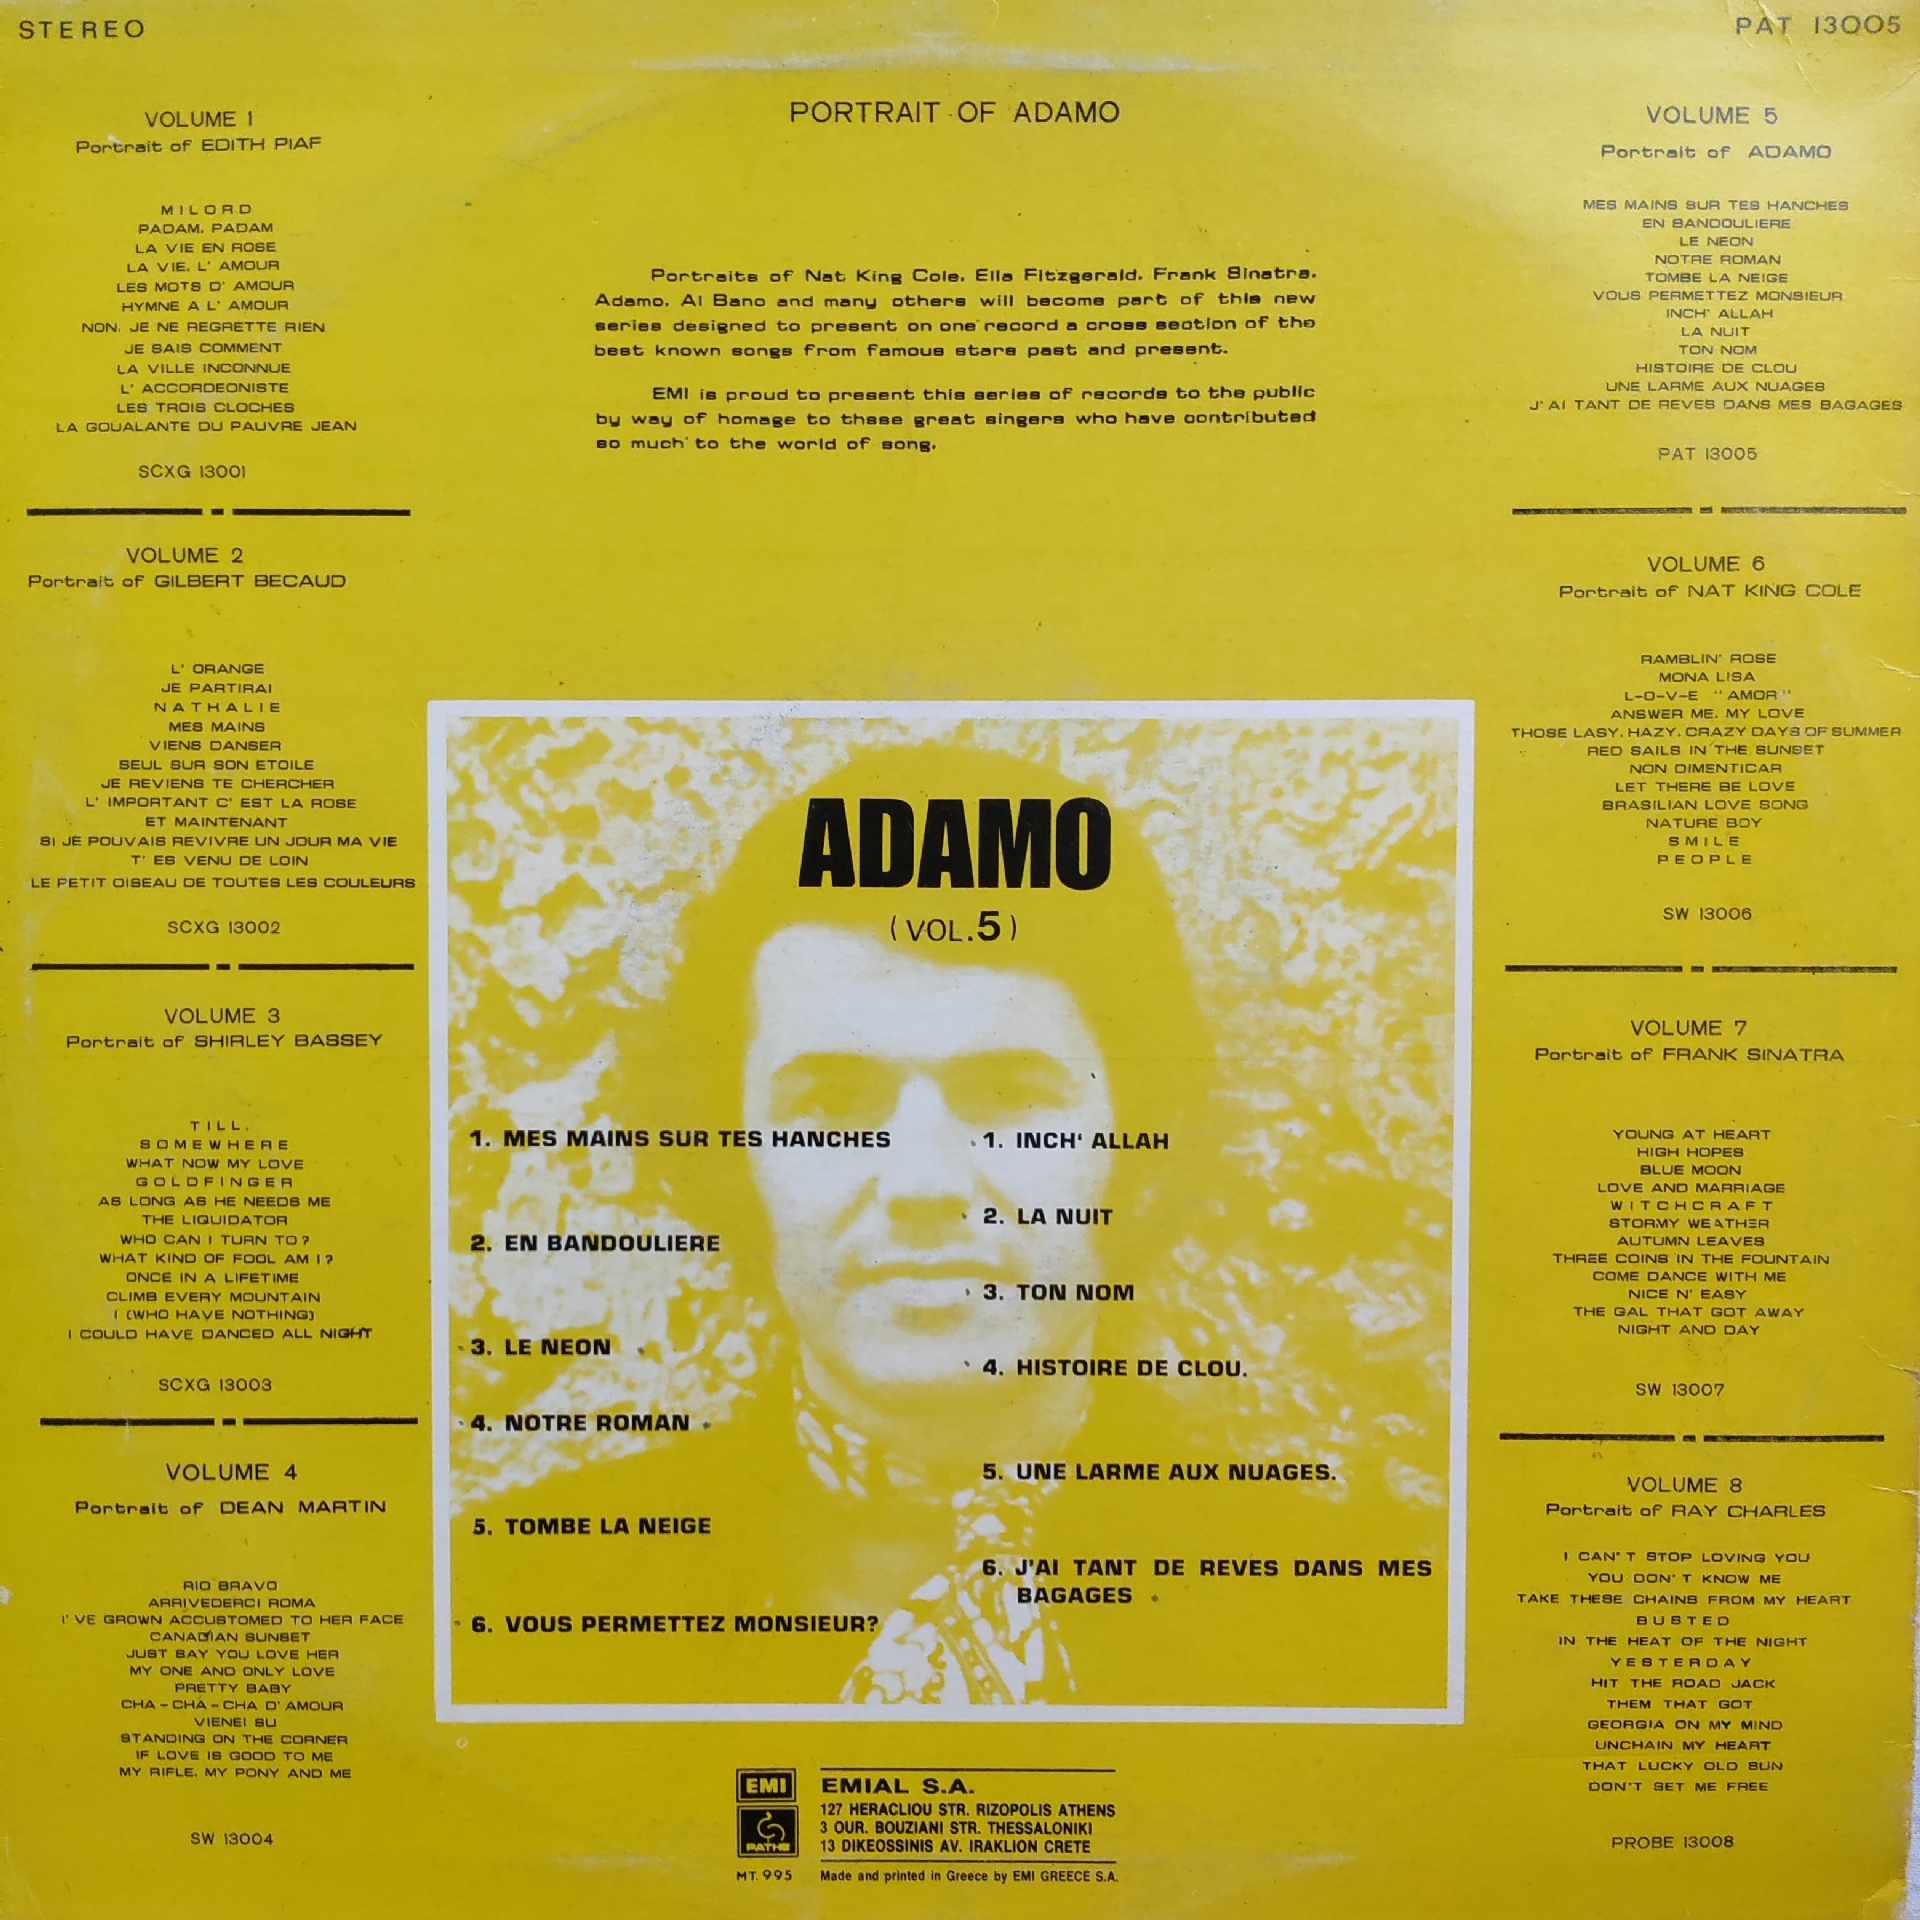 STEREO
PAT 13005
VOLUME 1
Portrait of EDITH PIAF
MILORD
PADAM, PADAM
LA VIE EN ROSE
LA VIE, L' AMOUR
LES MOTS D' AMOUR
HYMNE A L' AMOUR
NON, JE NE REGRETTE RIEN
JE SAIS COMMENT
LA VILLE INCONNUE
L' ACCORDEONISTE
LES TROIS CLOCHES
LA GOUALANTE DU PAUVRE JEAN
SCXG 13001
VOLUME 2
Portrait of GILBERT BECAUD
L' ORANGE
JE PARTIRAI
NATHALIE
MES MAINS
VIENS DANSER
SEUL SUR SON ETOILE
JE REVIENS TE CHERCHER
L' IMPORTANT C' EST LA ROSE
ET MAINTENANT
SI JE POUVAIS REVIVRE UN JOUR MA VIE
T' ES VENU DE LOIN
LE PETIT OISEAU DE TOUTES LES COULEURS
SCXG 13002
VOLUME 3
Portrait of SHIRLEY BASSEY
TILL.
SOMEWHERE
WHAT NOW MY LOVE
GOLDFINGER
AS LONG AS HE NEEDS ME
THE LIQUIDATOR
WHO CAN I TURN TO?
WHAT KIND OF FOOL AM I?
ONCE IN A LIFETIME
CLIMB EVERY MOUNTAIN
I (WHO HAVE NOTHING)
I COULD HAVE DANCED ALL NIGHT
SCXG 13003
VOLUME 4
Portrait of DEAN MARTIN
RIO BRAVO
ARRIVEDERCI ROMA
I' VE GROWN ACCUSTOMED TO HER FACE
CANADIAN SUNSET
JUST SAY YOU LOVE HER
MY ONE AND ONLY LOVE
PRETTY BABY
CHA-CHA-CHA D' AMOUR
VIENEI SU
STANDING ON THE CORNER
IF LOVE IS GOOD TO ME
MY RIFLE, MY PONY AND ME
SW 13004
PORTRAIT OF ADAMO
Portraits of Nat King Cole, Ella Fitzgerald, Frank Sinatra,
Adamo, Al Bano and many others will become part of this new
series designed to present on one record a cross section of the
best known songs from famous stars past and present.
EMI is proud to present this series of records to the public
by way of homage to these great singers who have contributed
so much to the world of song.
ADAMO
(VOL.5)
1. MES MAINS SUR TES HANCHES
2. EN BANDOULIERE
3. LE NEON
4. NOTRE ROMAN
5. TOMBE LA NEIGE
6. VOUS PERMETTEZ MONSIEUR?
1. INCH' ALLAH
2. LA NUIT
3. TON NOM
4. HISTOIRE DE CLOU.
5. UNE LARME AUX NUAGES.
6. J'AI TANT DE REVES DANS MES
BAGAGES
EMI
PATHE
MT. 995
EMIAL S.A.
127 HERACLIOU STR. RIZOPOLIS ATHENS
3 OUR. BOUZIANI STR. THESSALONIKI
13 DIKEOSSINIS AV. IRAKLION CRETE
Made and printed in Greece by EMI GREECE S.A.
VOLUME 5
Portrait of ADAMO
MES MAINS SUR TES HANCHES
EN BANDOULIERE
LE NEON
NOTRE ROMAN
TOMBE LA NEIGE
VOUS PERMETTEZ MONSIEUR
INCH' ALLAH
LA NUIT
TON NOM
HISTOIRE DE CLOU
UNE LARME AUX NUAGES
J' AI TANT DE REVES DANS MES BAGAGES
PAT 13005
VOLUME 6
Portrait of NAT KING COLE
RAMBLIN' ROSE
MONA LISA
L-O-V-E "AMOR"
ANSWER ME, MY LOVE
THOSE LASY, HAZY, CRAZY DAYS OF SUMMER
RED SAILS IN THE SUNSET
NON DIMENTICAR
LET THERE BE LOVE
BRASILIAN LOVE SONG
NATURE BOY
SMILE
PEOPLE
SW 13006
VOLUME 7
Portrait of FRANK SINATRA
YOUNG AT HEART
HIGH HOPES
BLUE MOON
LOVE AND MARRIAGE
WITCHCRAFT
STORMY WEATHER
AUTUMN LEAVES
THREE COINS IN THE FOUNTAIN
COME DANCE WITH ME
NICE N' EASY
THE GAL THAT GOT AWAY
NIGHT AND DAY
SW 13007
VOLUME 8
Portrait of RAY CHARLES
I CAN'T STOP LOVING YOU
YOU DON'T KNOW ME
TAKE THESE CHAINS FROM MY HEART
BUSTED
IN THE HEAT OF THE NIGHT
YESTERDAY
HIT THE ROAD JACK
THEM THAT GOT
GEORGIA ON MY MIND
UNCHAIN MY HEART
THAT LUCKY OLD SUN
DON'T SET ME FREE
PROBE 13008